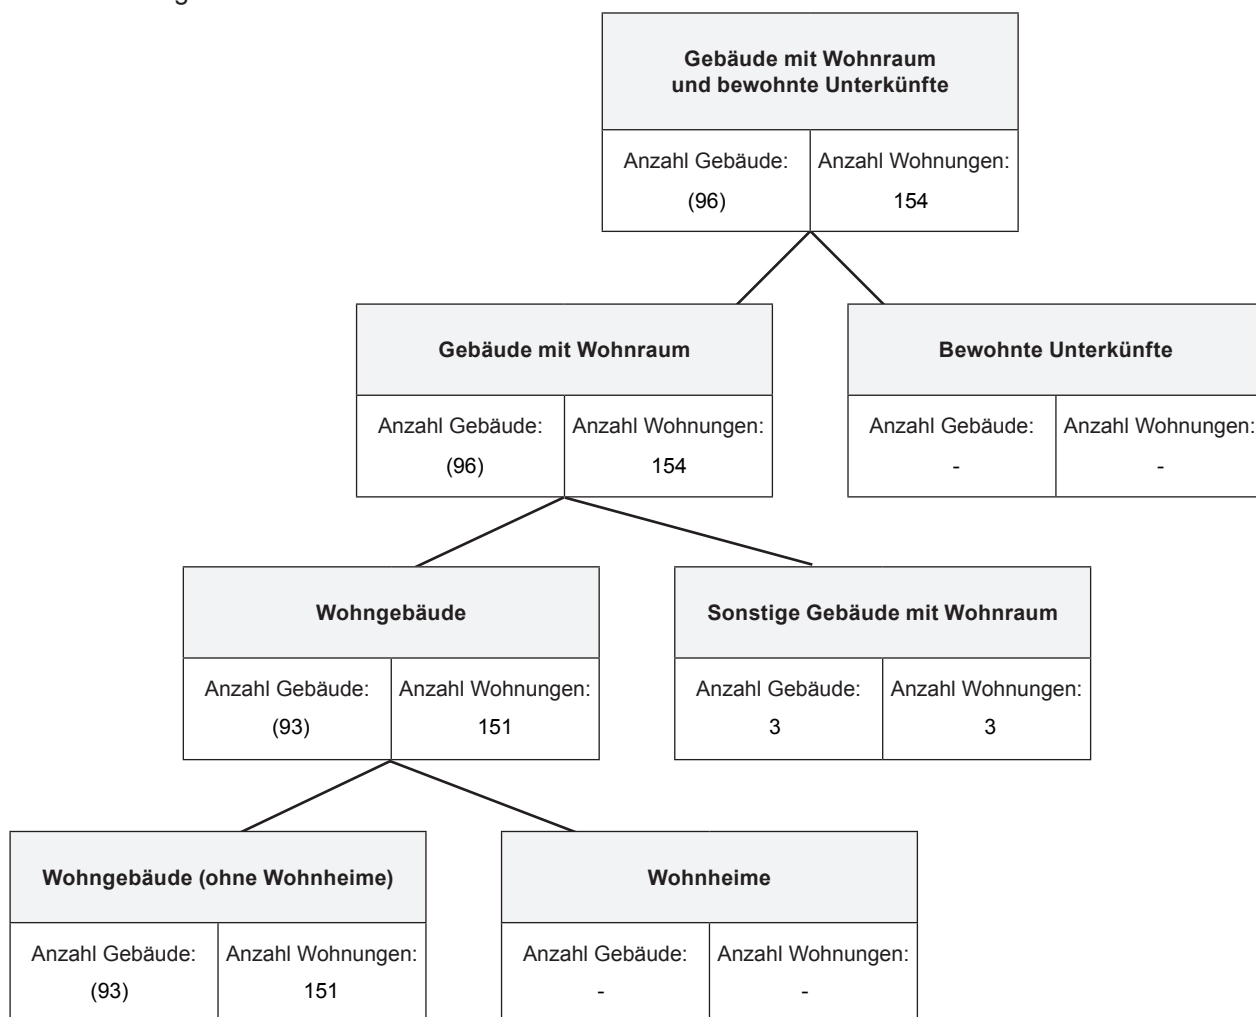 Gebäude mit Wohnraum
und bewohnte Unterkünfte
Anzahl Gebäude: Anzahl Wohnungen:
(96) 154
Gebäude mit Wohnraum
Bewohnte Unterkünfte
Anzahl Gebäude: Anzahl Wohnungen:
(96) 154
Anzahl Gebäude: Anzahl Wohnungen:
- -
Wohngebäude
Sonstige Gebäude mit Wohnraum
Anzahl Gebäude: Anzahl Wohnungen:
(93) 151
Anzahl Gebäude: Anzahl Wohnungen:
3 3
Wohngebäude (ohne Wohnheime)
Wohnheime
Anzahl Gebäude: Anzahl Wohnungen:
(93) 151
Anzahl Gebäude: Anzahl Wohnungen:
- -